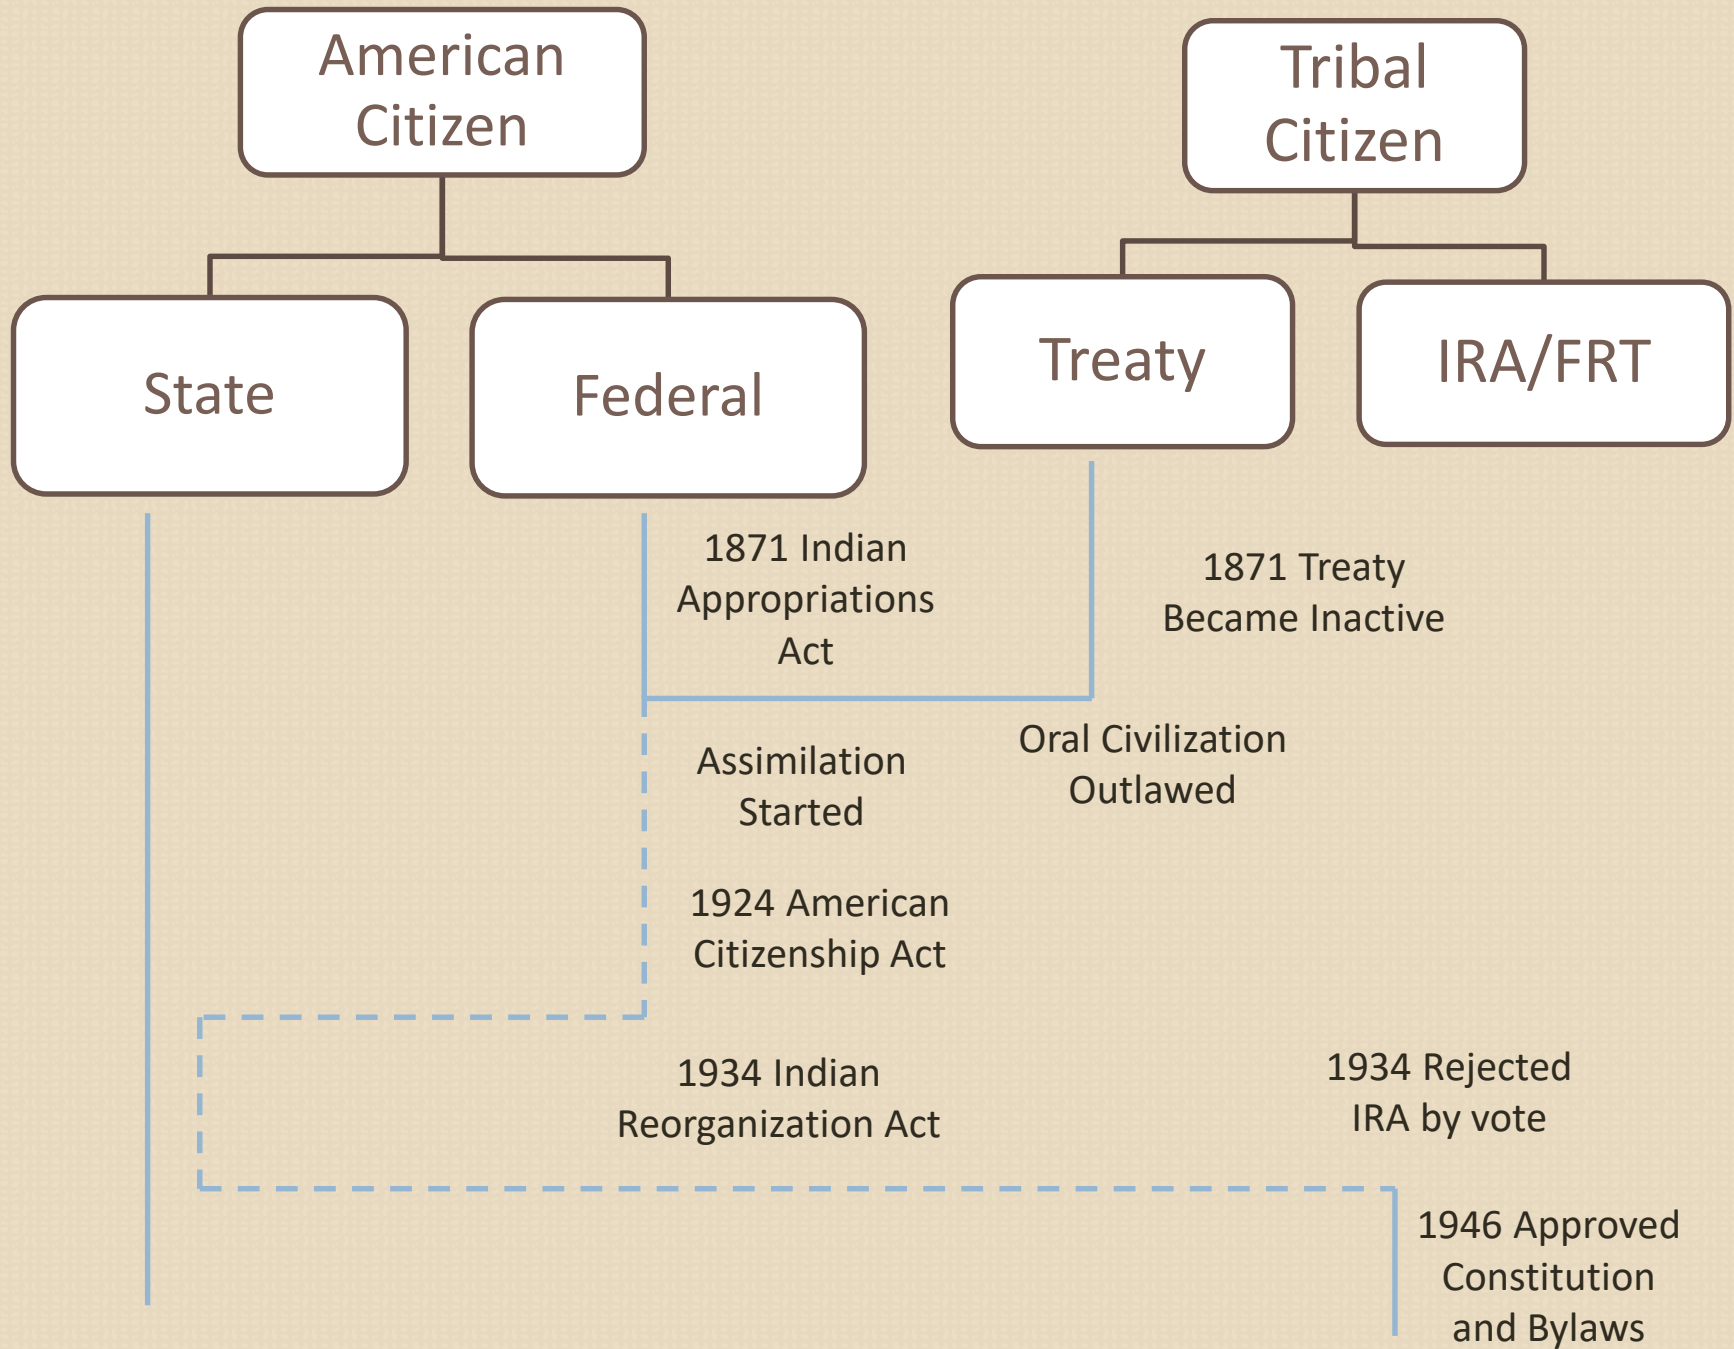 American
Citizen
Tribal
Citizen
State
Federal
Treaty
IRA/FRT
1871 Indian
Appropriations
Act
1871 Treaty
Became Inactive
Assimilation
Started
Oral Civilization
Outlawed
1924 American
Citizenship Act
1934 Indian
Reorganization Act
1934 Rejected
IRA by vote
1946 Approved
Constitution
and Bylaws